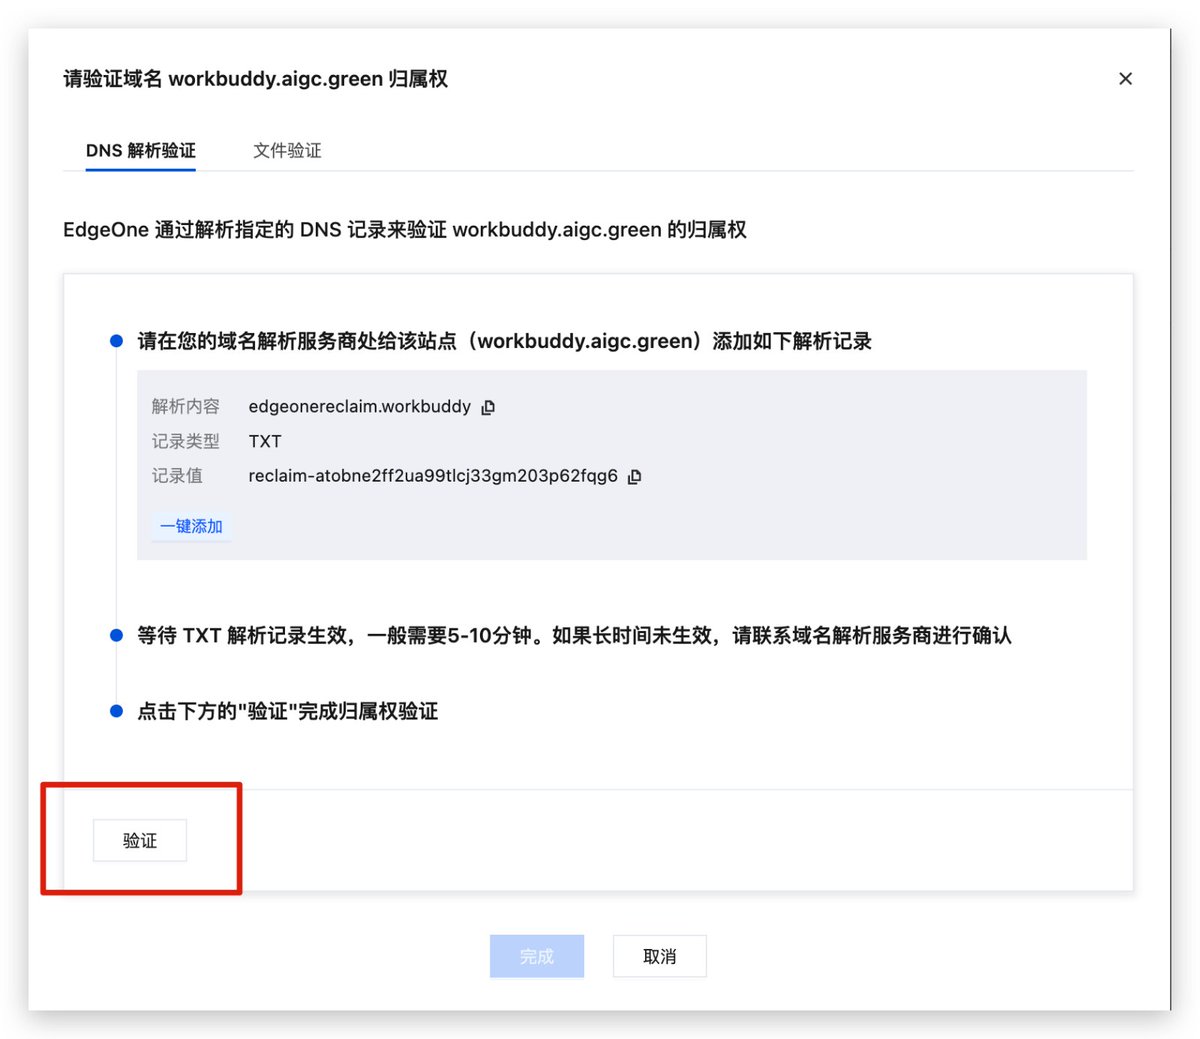 请验证域名 workbuddy.aigc.green 归属权
DNS 解析验证
文件验证
EdgeOne 通过解析指定的 DNS 记录来验证 workbuddy.aigc.green 的归属权
请在您的域名解析服务商处给该站点（workbuddy.aigc.green）添加如下解析记录
解析内容 edgeonereclaim.workbuddy
记录类型 TXT
记录值 reclaim-atobne2ff2ua99tlcj33gm203p62fqg6
一键添加
等待 TXT 解析记录生效，一般需要5-10分钟。如果长时间未生效，请联系域名解析服务商进行确认
点击下方的"验证"完成归属权验证
验证
完成
取消